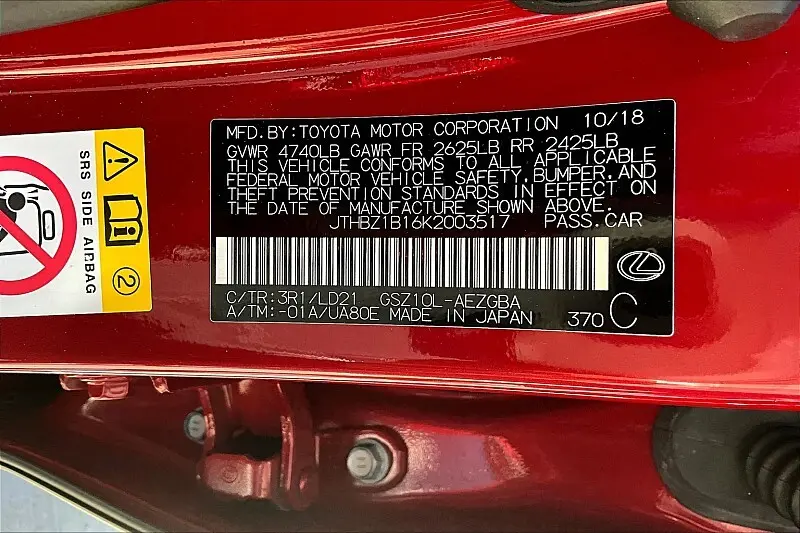 MFD.BY:TOYOTA MOTOR CORPORATION 10/18
GVWR 4740LB GAWR FR 2625LB RR 2425LB
THIS VEHICLE CONFORMS TO ALL APPLICABLE
FEDERAL MOTOR VEHICLE SAFETY,BUMPER,AND
THEFT PREVENTION STANDARDS IN EFFECT ON
THE DATE OF MANUFACTURE SHOWN ABOVE.
JTHBZ1B16K2003517 PASS.CAR
C/TR:3R1/LD21 GSZ10L-AEZGBA
A/TM:-01A/UA80E MADE IN JAPAN 370 C
SRS SIDE AIRBAG
2